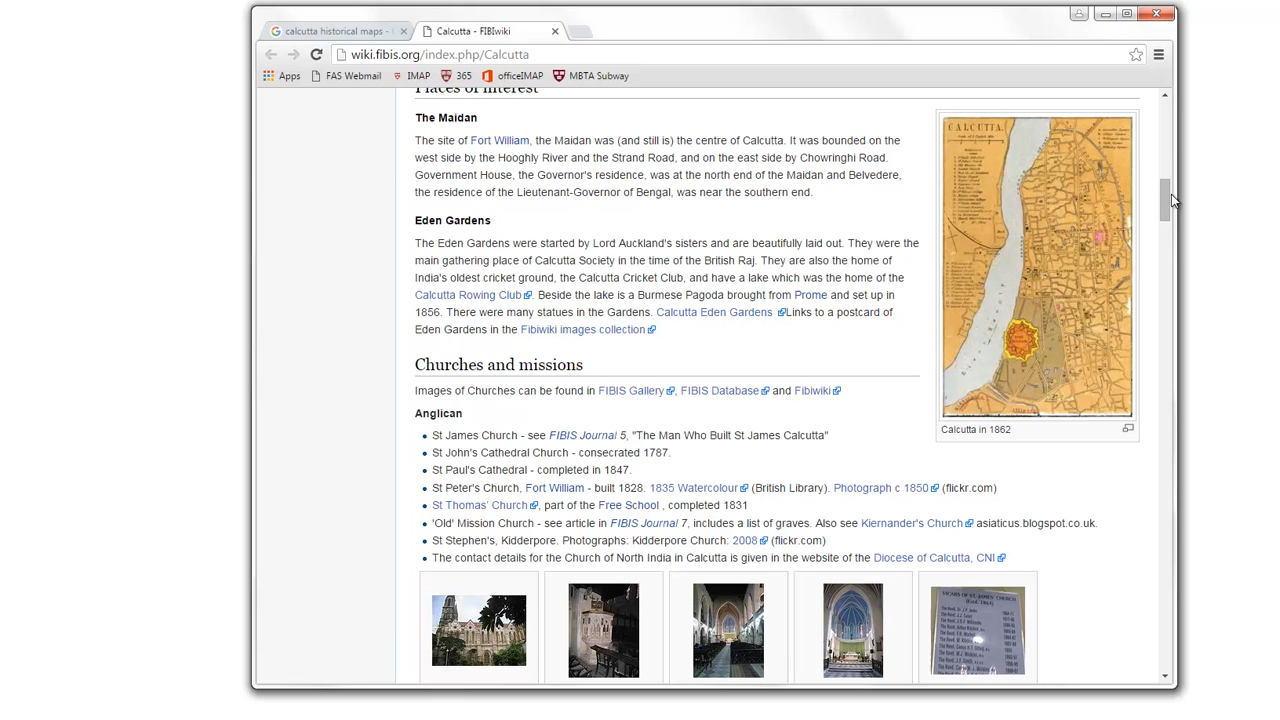 calcutta historical maps -
Calcutta - FIBIwiki
wiki.fibis.org/index.php/Calcutta
Apps FAS Webmail IMAP 365 officeIMAP MBTA Subway
Places of interest
The Maidan
The site of Fort William, the Maidan was (and still is) the centre of Calcutta. It was bounded on the
west side by the Hooghly River and the Strand Road, and on the east side by Chowringhi Road.
Government House, the Governor's residence, was at the north end of the Maidan and Belvedere,
the residence of the Lieutenant-Governor of Bengal, was near the southern end.
Eden Gardens
The Eden Gardens were started by Lord Auckland's sisters and are beautifully laid out. They were the
main gathering place of Calcutta Society in the time of the British Raj. They are also the home of
India's oldest cricket ground, the Calcutta Cricket Club, and have a lake which was the home of the
Calcutta Rowing Club. Beside the lake is a Burmese Pagoda brought from Prome and set up in
1856. There were many statues in the Gardens. Calcutta Eden Gardens Links to a postcard of
Eden Gardens in the Fibiwiki images collection
CALCUTTA.
Calcutta in 1862
Churches and missions
Images of Churches can be found in FIBIS Gallery, FIBIS Database and Fibiwiki
Anglican
St James Church - see FIBIS Journal 5, "The Man Who Built St James Calcutta"
St John's Cathedral Church - consecrated 1787.
St Paul's Cathedral - completed in 1847.
St Peter's Church, Fort William - built 1828. 1835 Watercolour (British Library). Photograph c 1850 (flickr.com)
St Thomas' Church, part of the Free School , completed 1831
'Old' Mission Church - see article in FIBIS Journal 7, includes a list of graves. Also see Kiernander's Church asiaticus.blogspot.co.uk.
St Stephen's, Kidderpore. Photographs: Kidderpore Church: 2008 (flickr.com)
The contact details for the Church of North India in Calcutta is given in the website of the Diocese of Calcutta, CNI
VICARS OF ST JAMES CHURCH